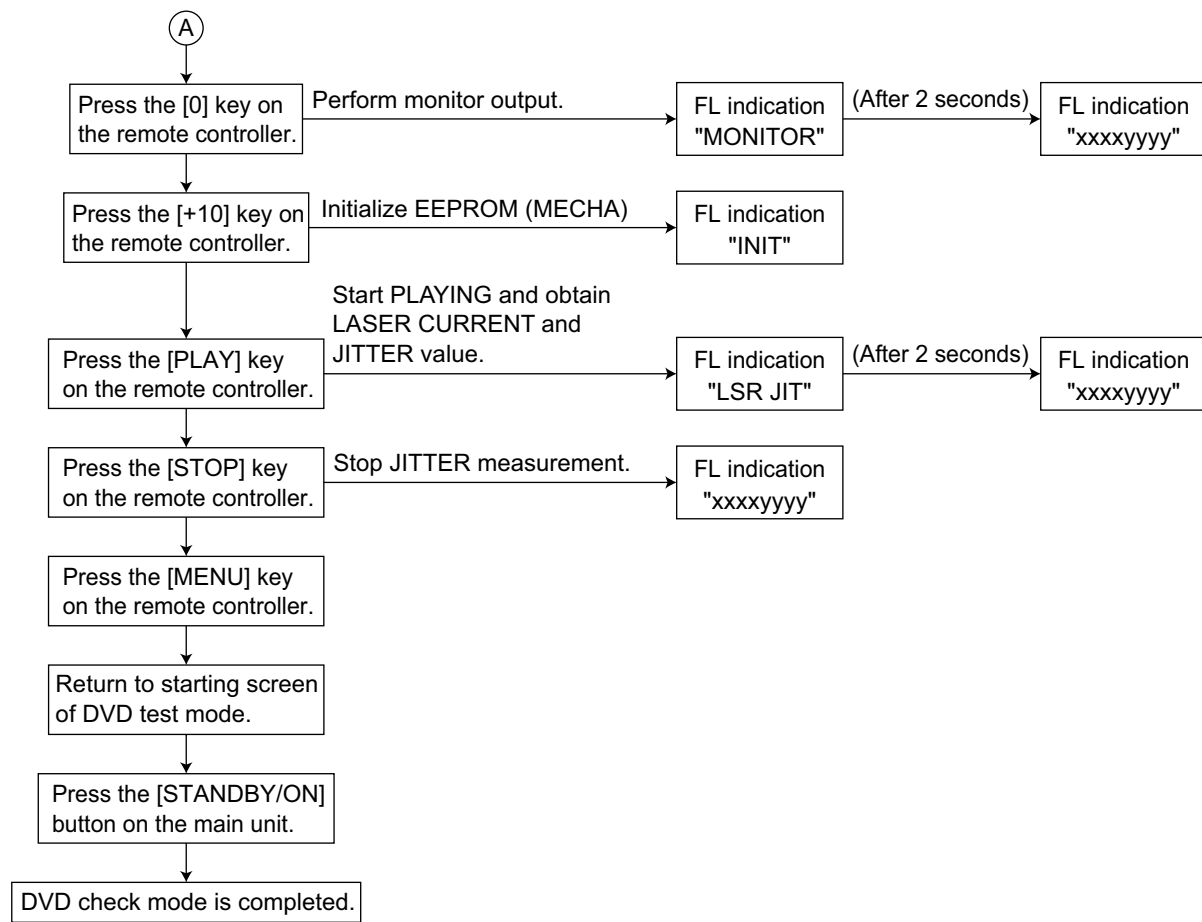 A
Press the [0] key on
the remote controller.
Perform monitor output.
FL indication
"MONITOR"
(After 2 seconds)
FL indication
"xxxxyyyy"
Press the [+10] key on
the remote controller.
Initialize EEPROM (MECHA)
FL indication
"INIT"
Start PLAYING and obtain
LASER CURRENT and
JITTER value.
Press the [PLAY] key
on the remote controller.
FL indication
"LSR JIT"
(After 2 seconds)
FL indication
"xxxxyyyy"
Press the [STOP] key
on the remote controller.
Stop JITTER measurement.
FL indication
"xxxxyyyy"
Press the [MENU] key
on the remote controller.
Return to starting screen
of DVD test mode.
Press the [STANDBY/ON]
button on the main unit.
DVD check mode is completed.